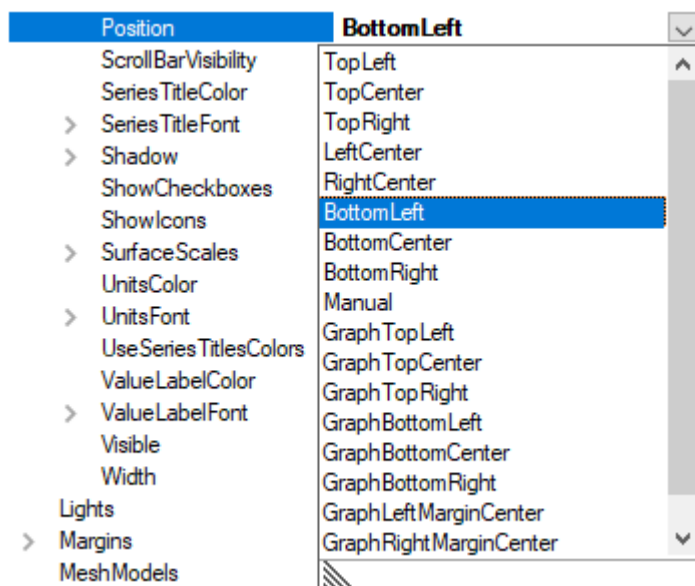 Position BottomLeft
ScrollBarVisibility
SeriesTitleColor
SeriesTitleFont
Shadow
ShowCheckboxes
ShowIcons
SurfaceScales
UnitsColor
UnitsFont
UseSeriesTitlesColors
ValueLabelColor
ValueLabelFont
Visible
Width
Lights
Margins
MeshModels
TopLeft
TopCenter
TopRight
LeftCenter
RightCenter
BottomLeft
BottomCenter
BottomRight
Manual
GraphTopLeft
GraphTopCenter
GraphTopRight
GraphBottomLeft
GraphBottomCenter
GraphBottomRight
GraphLeftMarginCenter
GraphRightMarginCenter